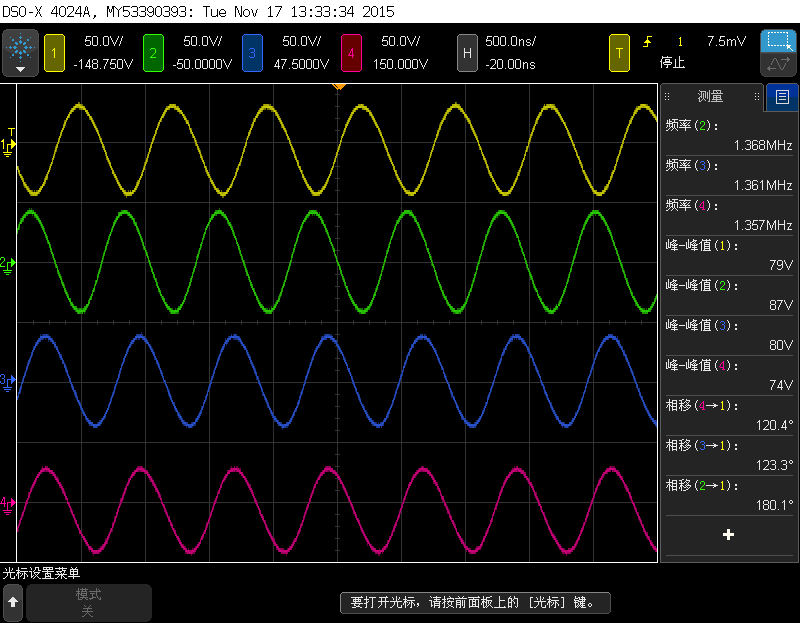 DSO-X 4024A, MY53390393: Tue Nov 17 13:33:34 2015
1 50.0V/ 2 50.0V/ 3 50.0V/ 4 50.0V/ H 500.0ns/ T 1 7.5mV
-148.750V -50.0000V 47.5000V 150.000V -20.00ns 停止
测量
频率(2):
1.368MHz
频率(3):
1.361MHz
频率(4):
1.357MHz
峰-峰值(1):
79V
峰-峰值(2):
87V
峰-峰值(3):
80V
峰-峰值(4):
74V
相移(4→1):
120.4°
相移(3→1):
123.3°
相移(2→1):
180.1°
T
1
2
3
4
光标设置菜单
模式
关
要打开光标，请按前面板上的 [光标] 键。